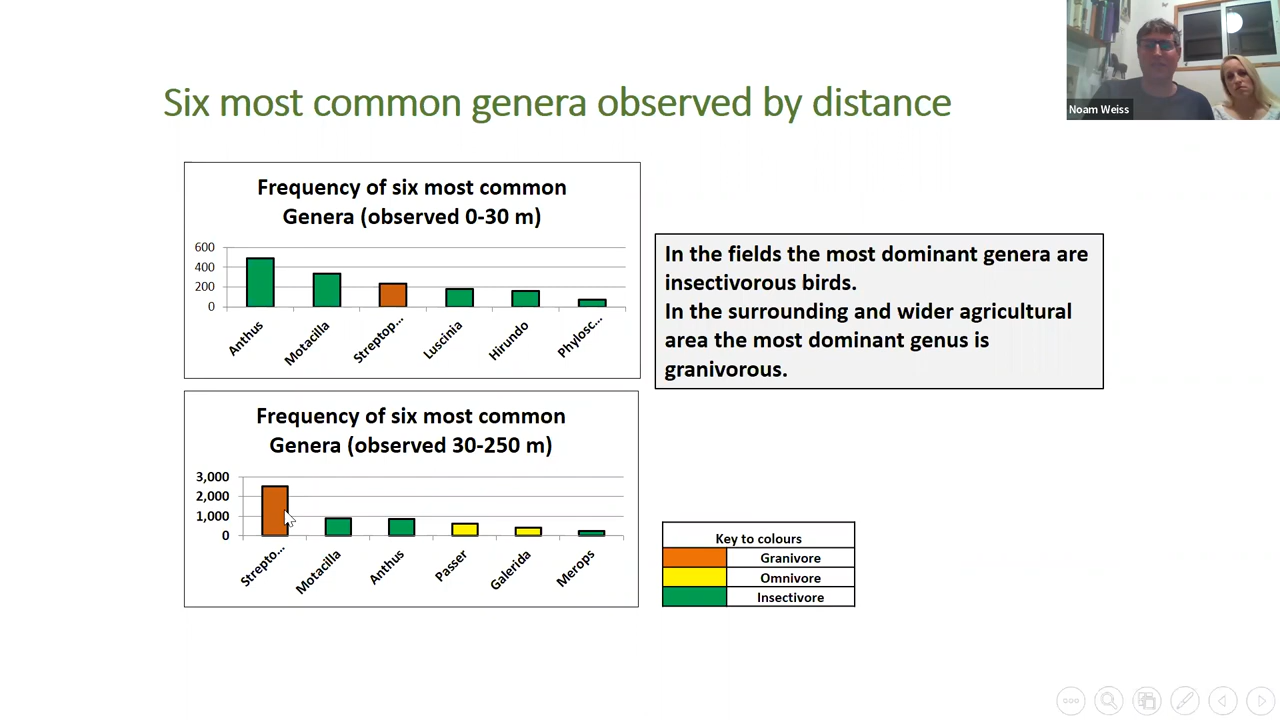 Noam Weiss
Six most common genera observed by distance
Frequency of six most common
Genera (observed 0-30 m)
600
400
200
0
Anthus
Motacilla
Streptop...
Luscinia
Hirundo
Phylosc...
In the fields the most dominant genera are
insectivorous birds.
In the surrounding and wider agricultural
area the most dominant genus is
granivorous.
Frequency of six most common
Genera (observed 30-250 m)
3,000
2,000
1,000
0
Strepto...
Motacilla
Anthus
Passer
Galerida
Merops
Key to colours
Granivore
Omnivore
Insectivore